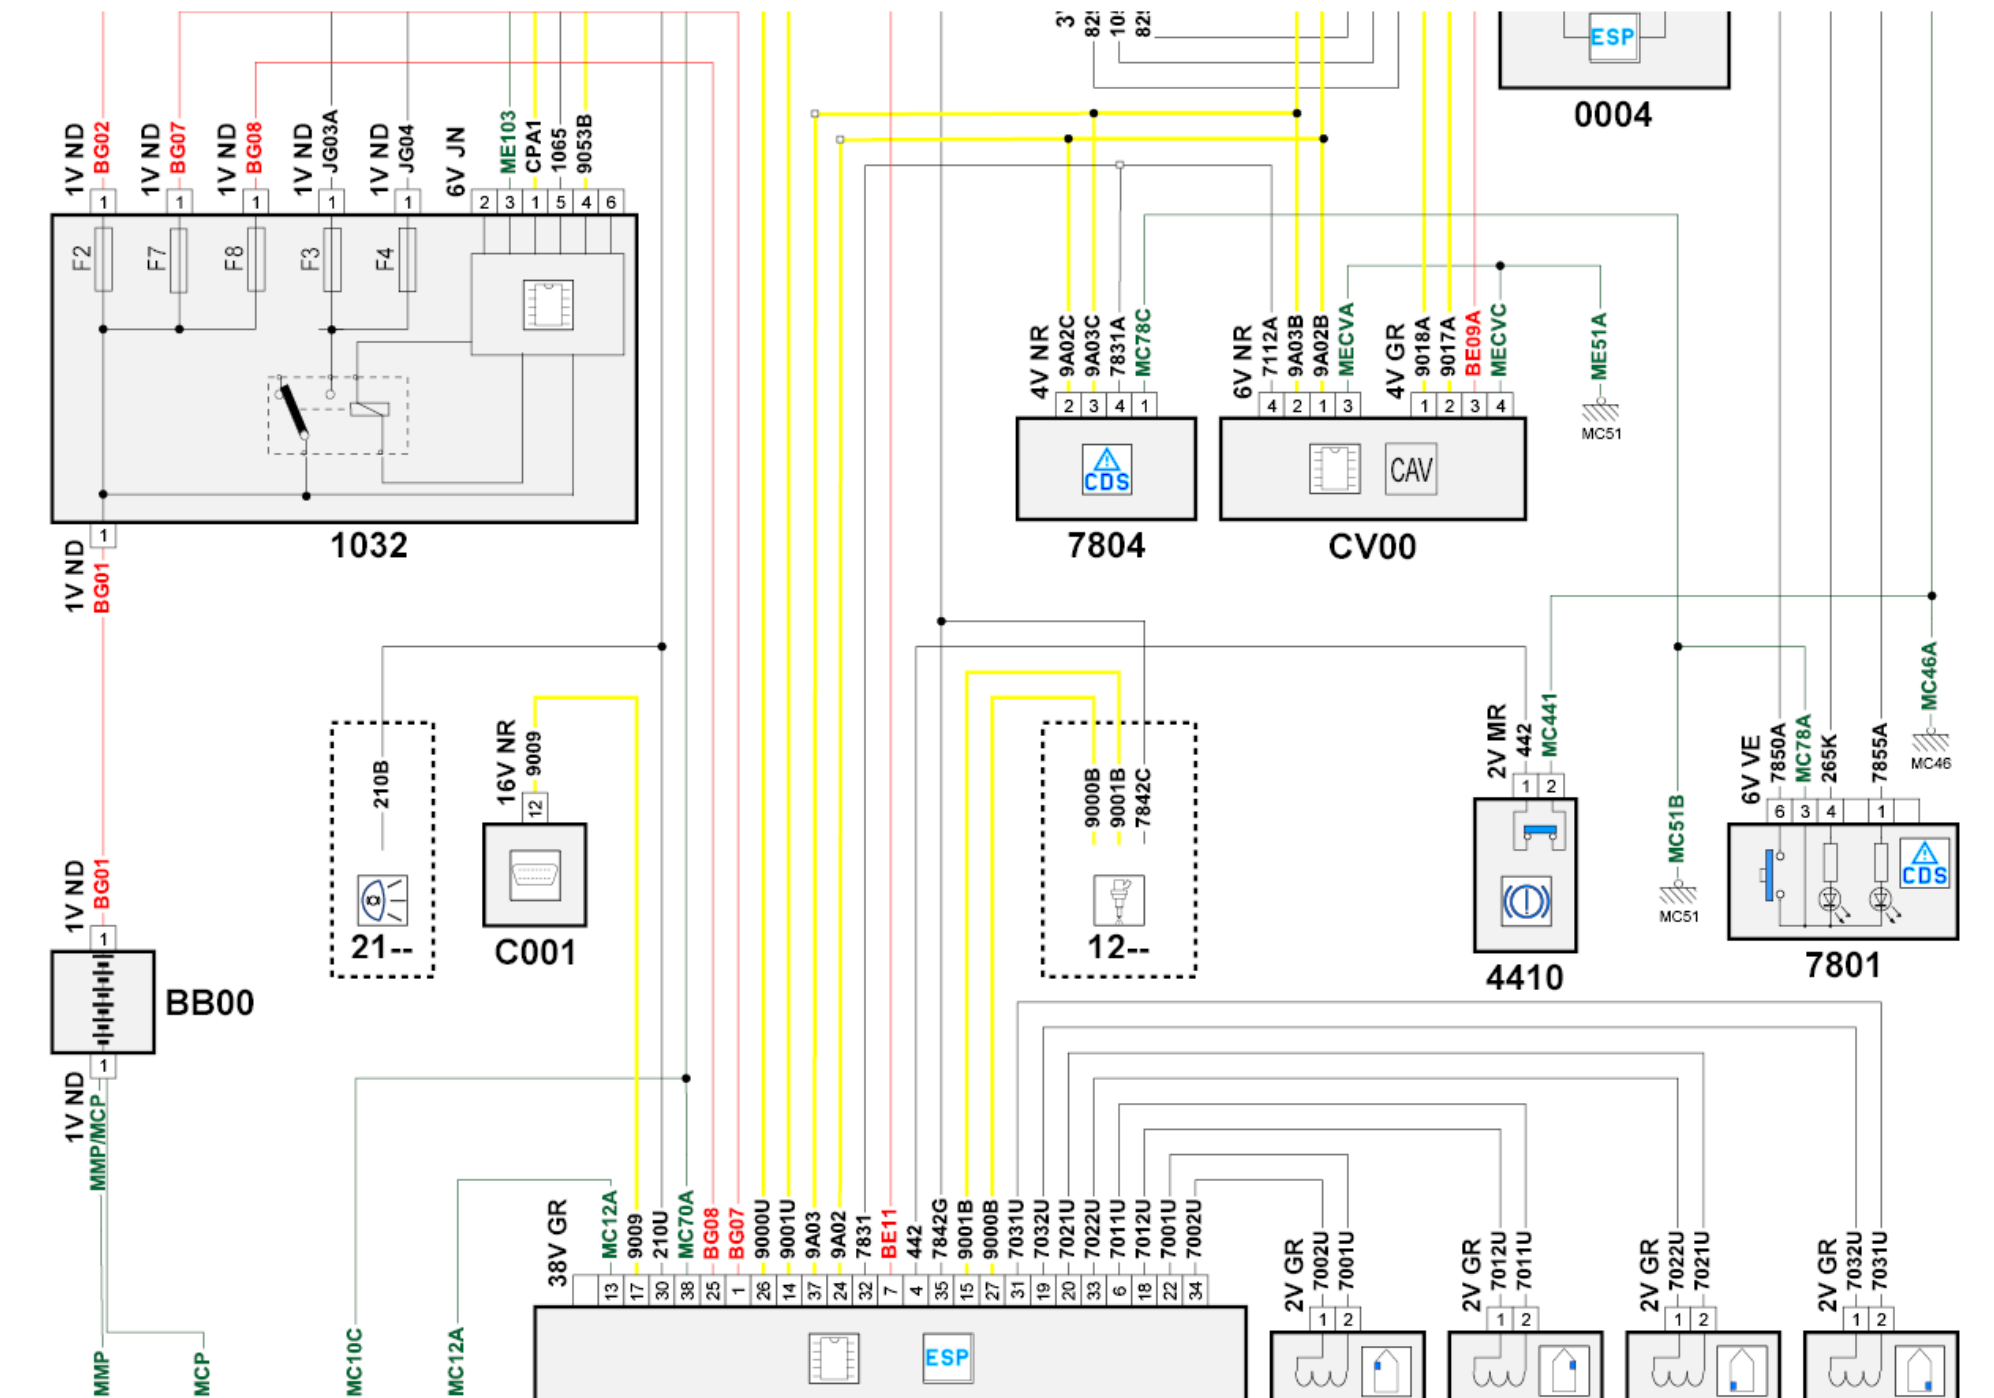 ESP
0004
1V ND
BG02
1V ND
BG07
1V ND
BG08
1V ND
JG03A
1V ND
JG04
6V JN
ME103
CPA1
1065
9053B
1 1 1 1 1 2 3 1 5 4 6
F2
F7
F8
F3
F4
1032
1
1V ND
BG01
4V NR
9A02C
9A03C
7831A
MC78C
2 3 4 1
CDS
7804
6V NR
7112A
9A03B
9A02B
MECVA
4V GR
9018A
9017A
BE09A
MECVC
4 2 1 3 1 2 3 4
CAV
CV00
ME51A
MC51
210B
21--
16V NR
9009
12
C001
9000B
9001B
7842C
12--
2V MR
442
MC441
1 2
4410
MC51B
MC51
6V VE
7850A
MC78A
265K
7855A
6 3 4 1
CDS
7801
MC46A
MC46
1V ND
BG01
1
BB00
1
1V ND
MMP/MCP
MMP
MCP
MC10C
MC12A
38V GR
MC12A
9009
210U
MC70A
BG08
BG07
9000U
9001U
9A03
9A02
7831
BE11
442
7842G
9001B
9000B
7031U
7032U
7021U
7022U
7011U
7012U
7001U
7002U
13 17 30 38 25 1 26 14 37 24 32 7 4 35 15 27 31 19 20 33 6 18 22 34
ESP
2V GR
7002U
7001U
1 2
2V GR
7012U
7011U
1 2
2V GR
7022U
7021U
1 2
2V GR
7032U
7031U
1 2